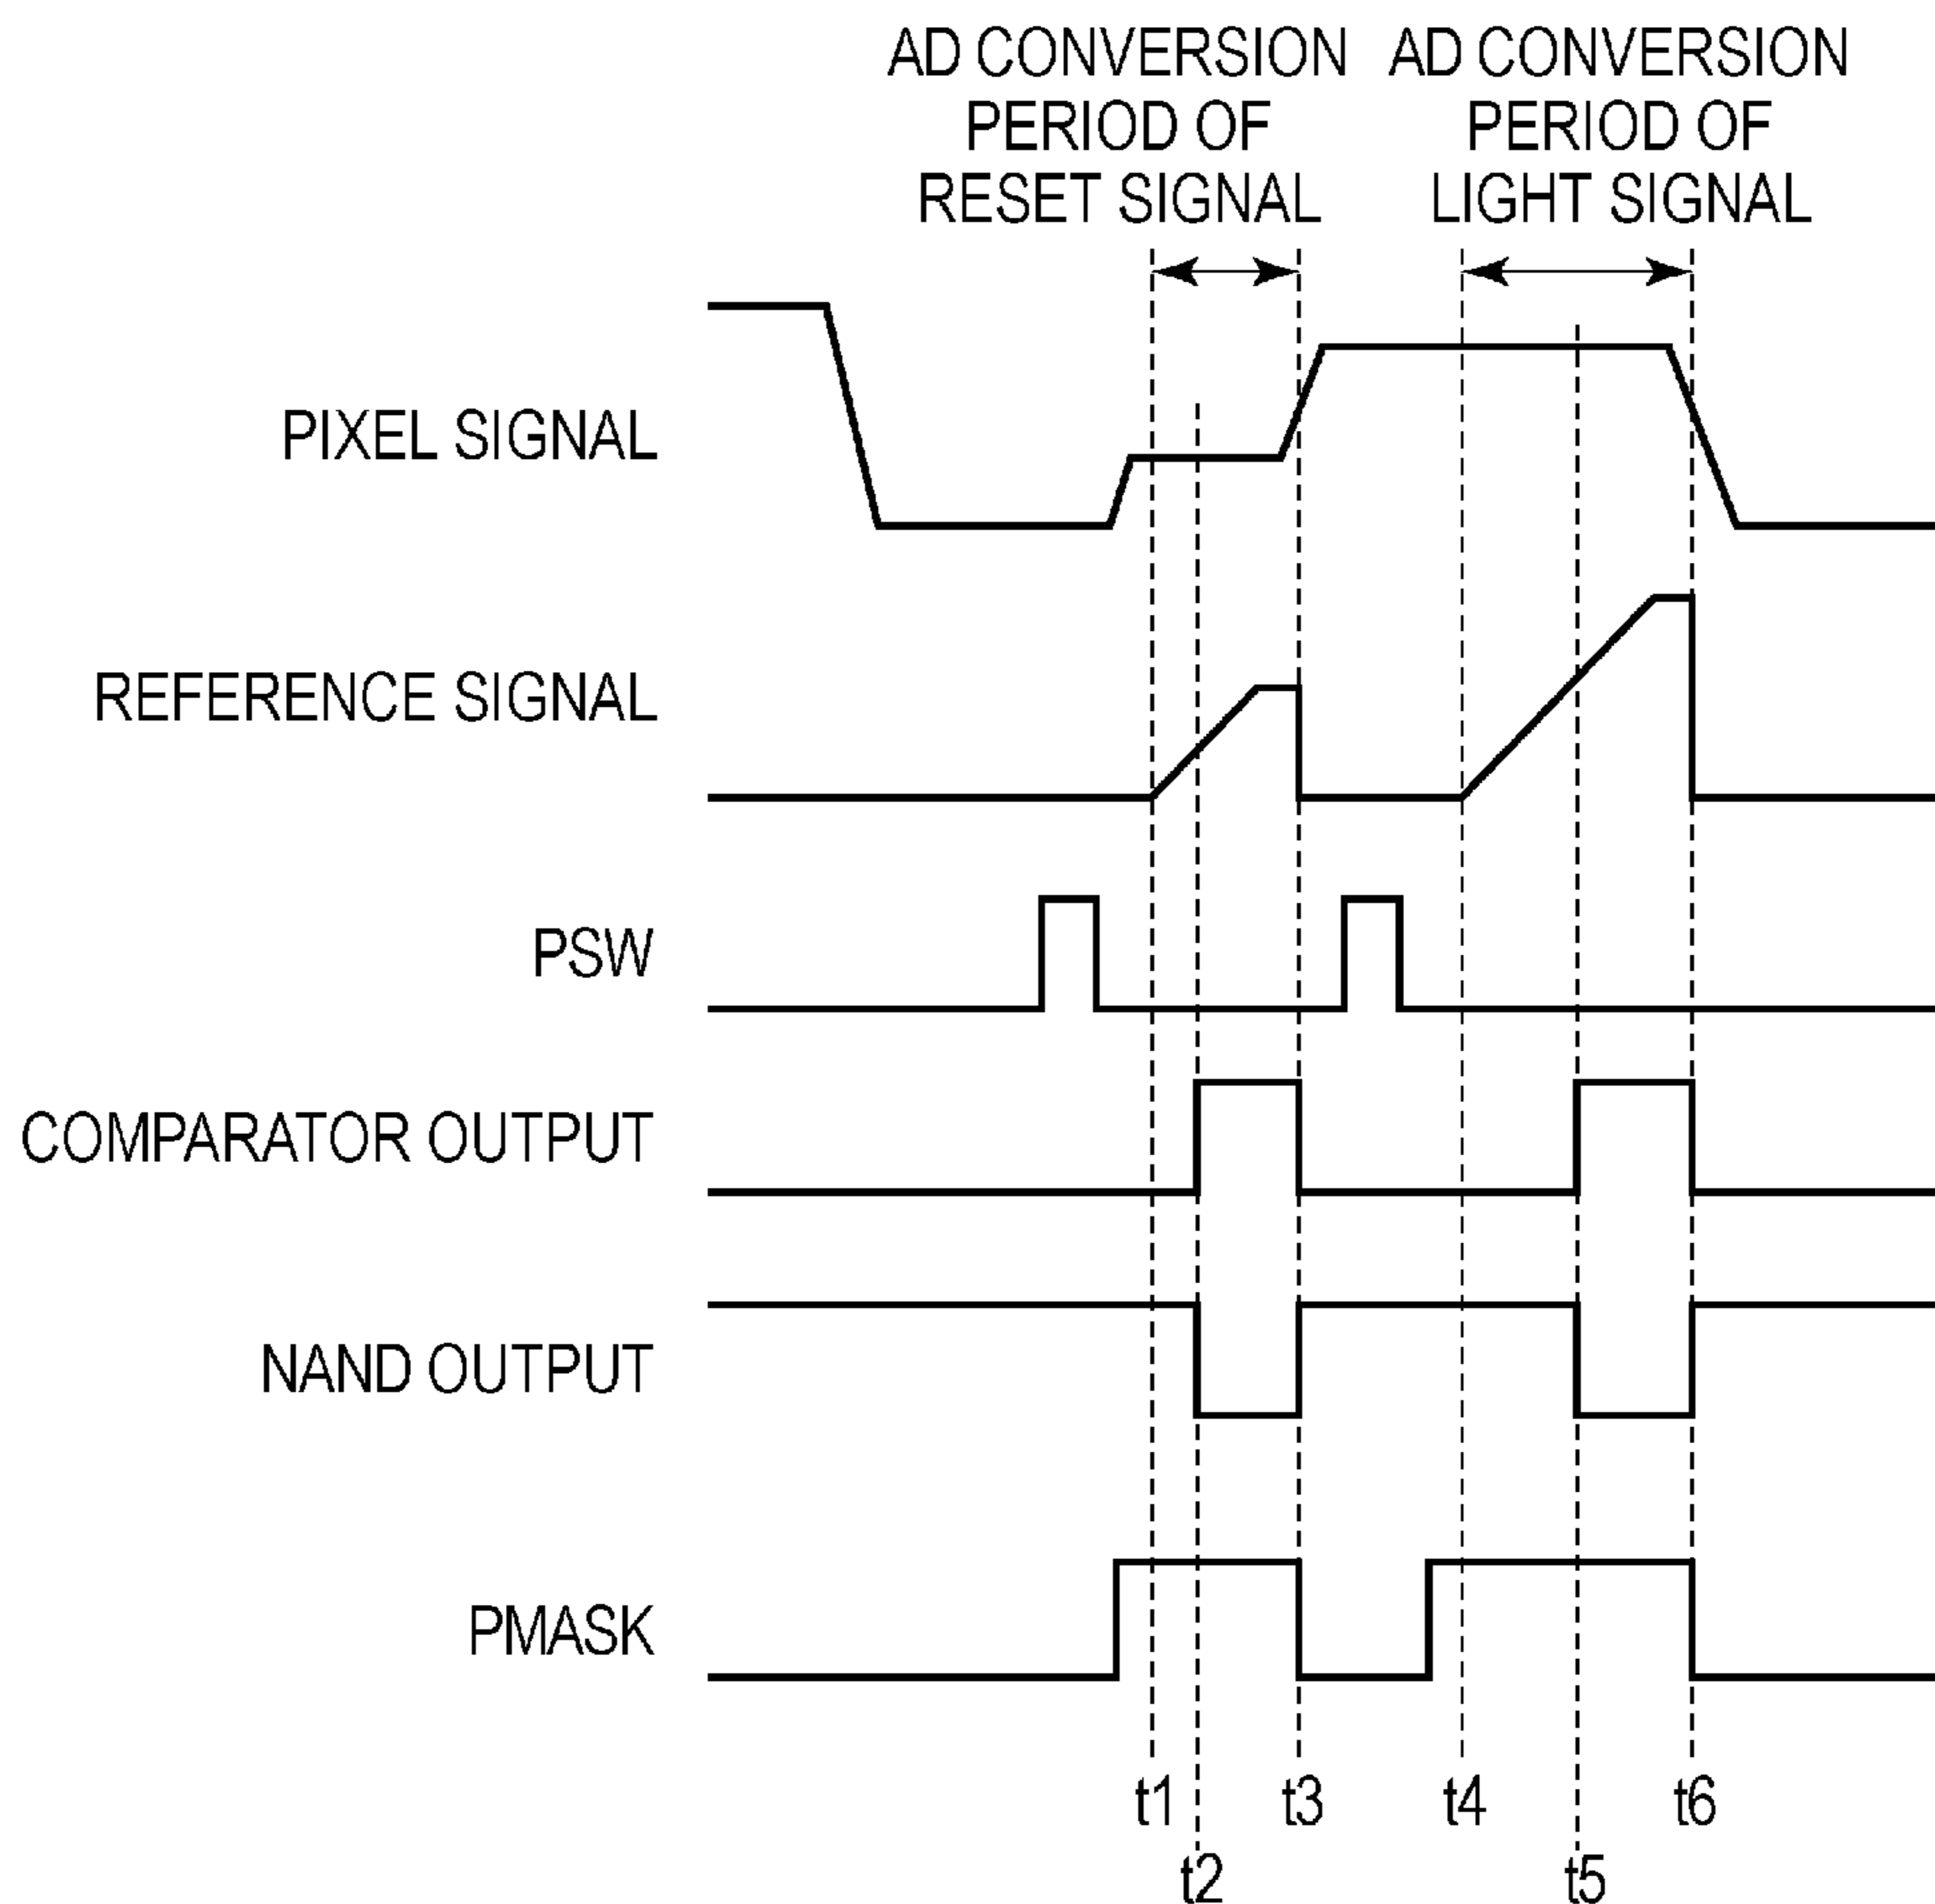 AD CONVERSION PERIOD OF RESET SIGNAL
AD CONVERSION PERIOD OF LIGHT SIGNAL
PIXEL SIGNAL
REFERENCE SIGNAL
PSW
COMPARATOR OUTPUT
NAND OUTPUT
PMASK
t1
t2
t3
t4
t5
t6